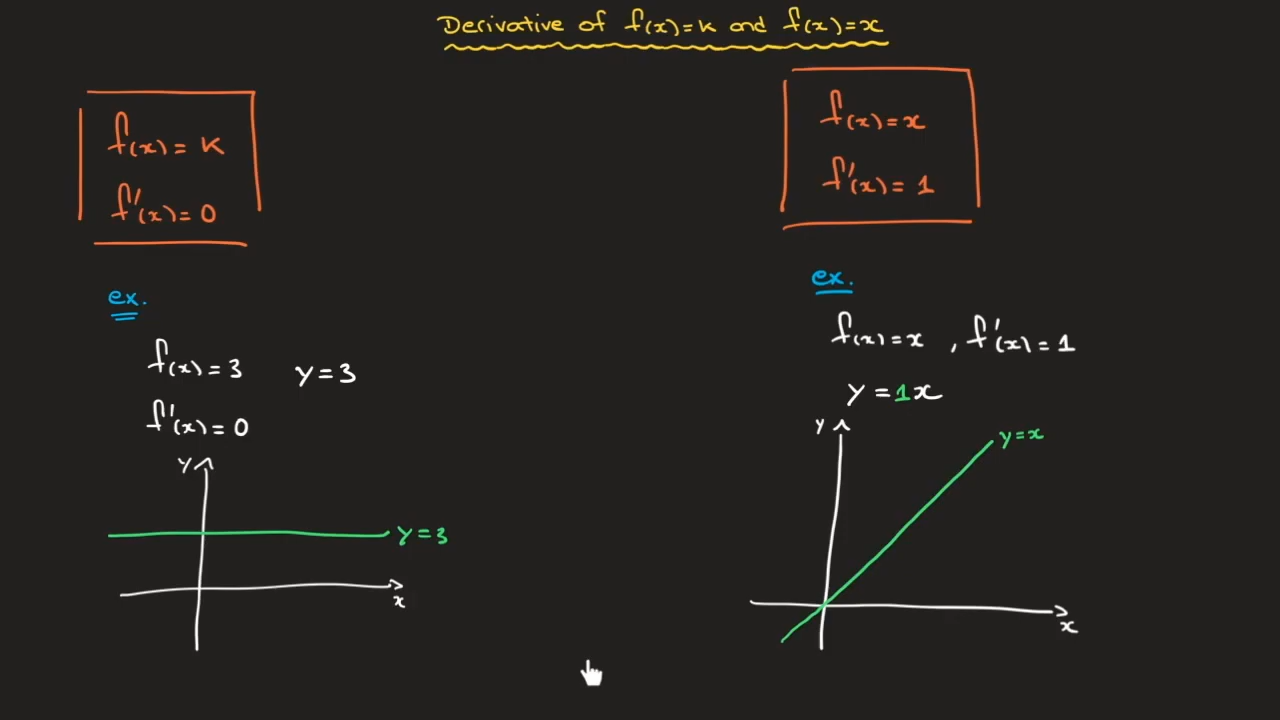 Derivative of f(x)=k and f(x)=x
f(x)=k
f'(x)=0
ex.
f(x)=3 y=3
f'(x)=0
y
y=3
x
f(x)=x
f'(x)=1
ex.
f(x)=x , f'(x)=1
y=1x
y
y=x
x